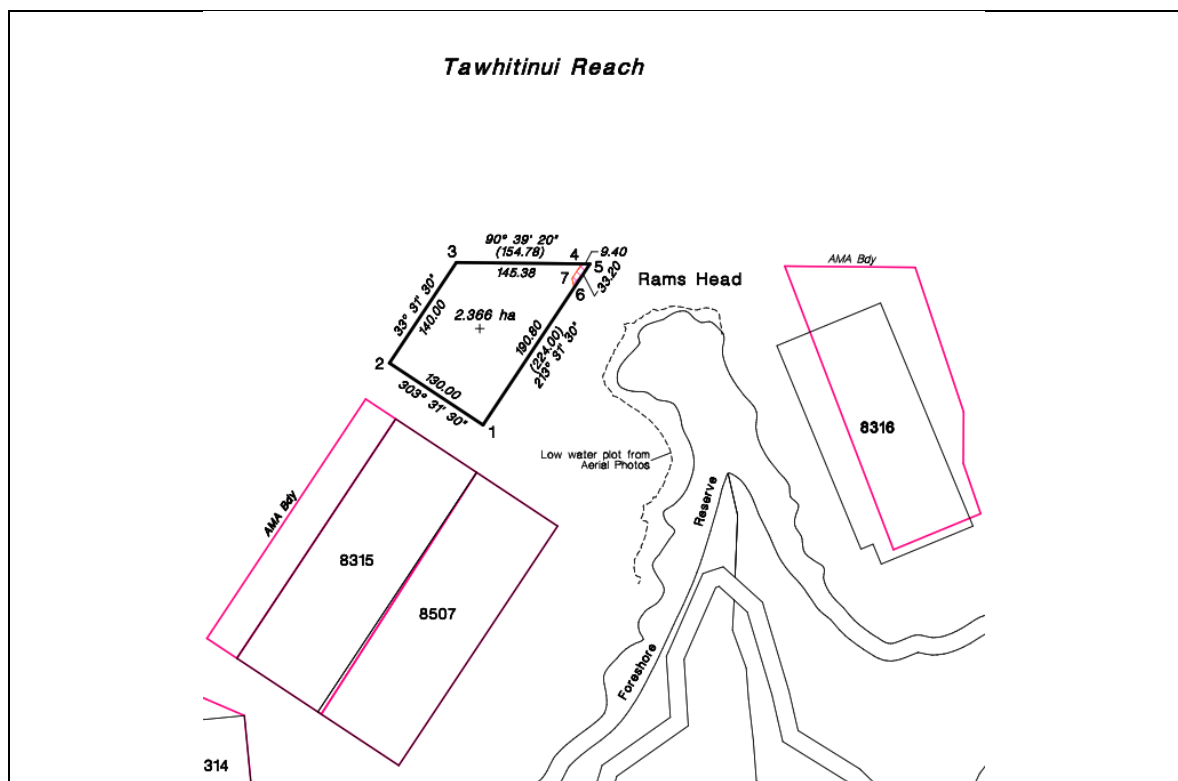 Tawhitinui Reach
90° 39' 20"
(154.78)
3
4
9.40
5
145.38
7
6
33.20
Rams Head
AMA Bdy
33° 31' 30"
140.00
2.366 ha
190.80
(224.00)
213° 31' 30"
2
130.00
303° 31' 30"
1
8316
Low water plot from
Aerial Photos
AMA Bdy
Reserve
8315
8507
Foreshore
314